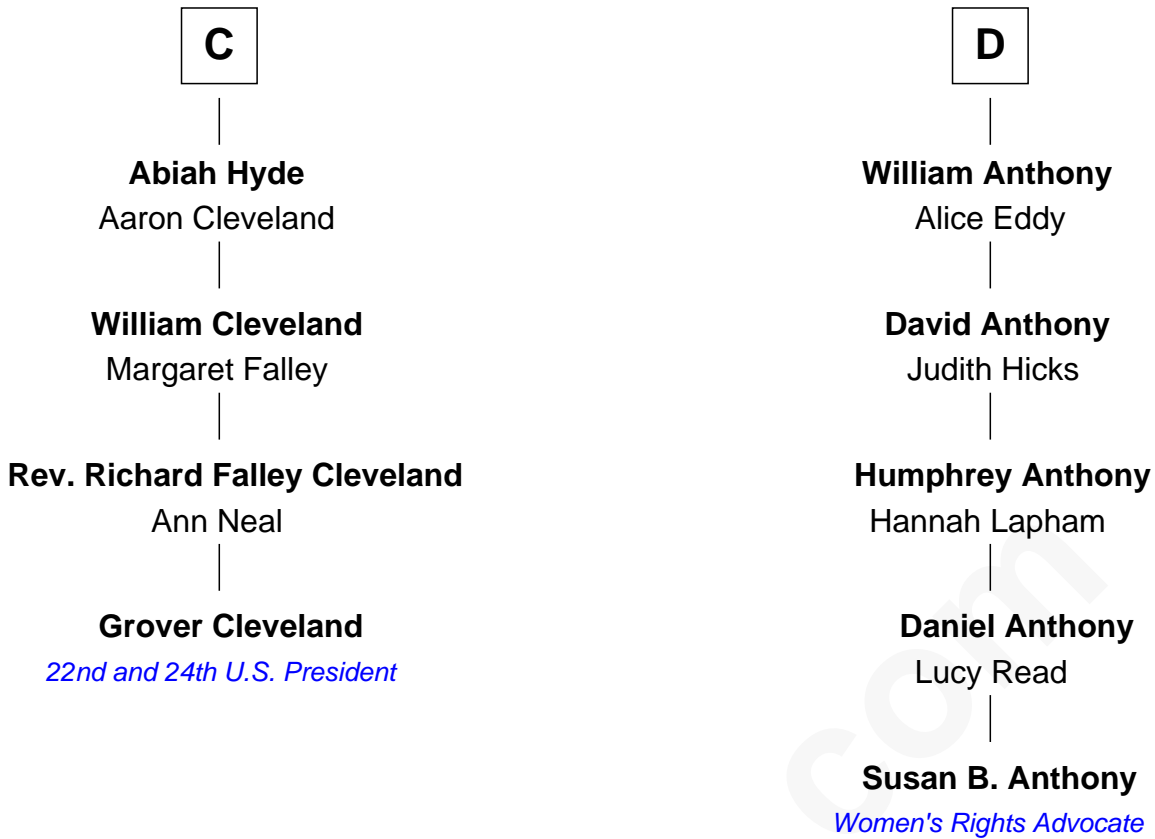 C
Abiah Hyde
Aaron Cleveland
William Cleveland
Margaret Falley
Rev. Richard Falley Cleveland
Ann Neal
Grover Cleveland
22nd and 24th U.S. President
D
William Anthony
Alice Eddy
David Anthony
Judith Hicks
Humphrey Anthony
Hannah Lapham
Daniel Anthony
Lucy Read
Susan B. Anthony
Women's Rights Advocate
com